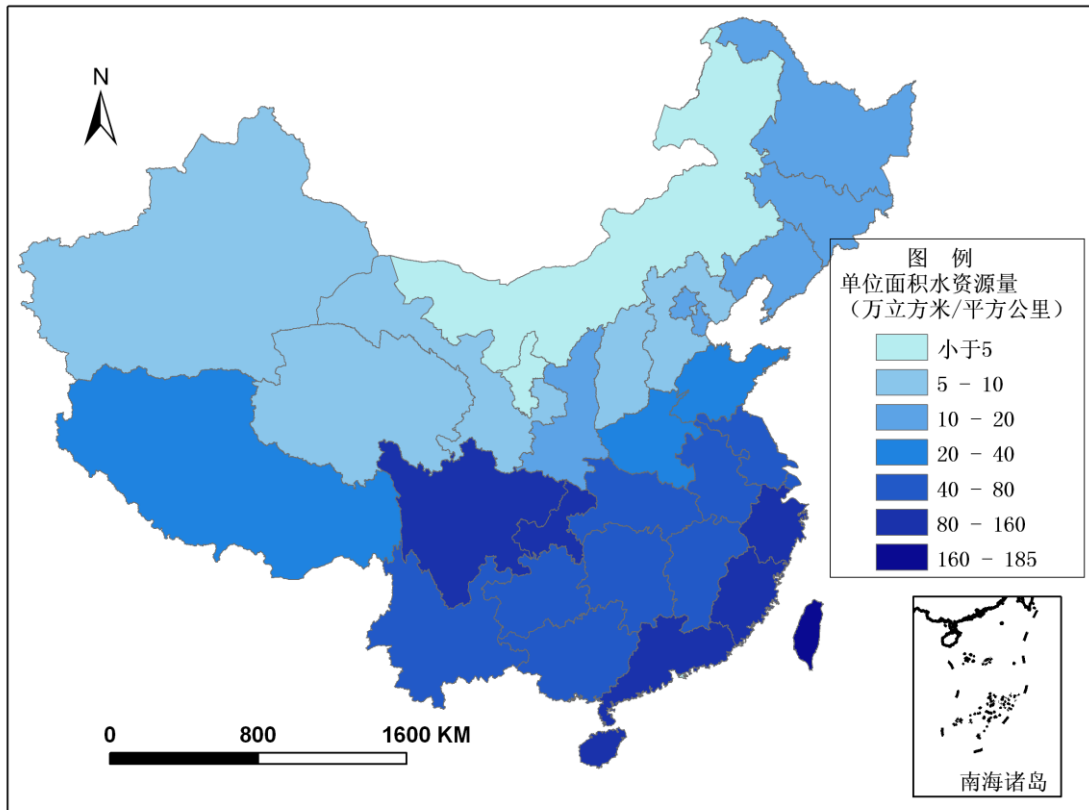 N
图 例
单位面积水资源量
（万立方米/平方公里）
小于5
5 - 10
10 - 20
20 - 40
40 - 80
80 - 160
160 - 185
0 800 1600 KM
南海诸岛